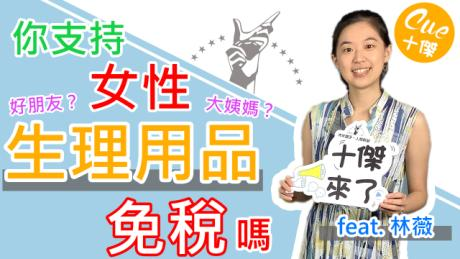 你支持
好朋友？
女性
大姨媽？
生理用品
免稅嗎
Cue
十傑
十傑
來了
feat. 林薇